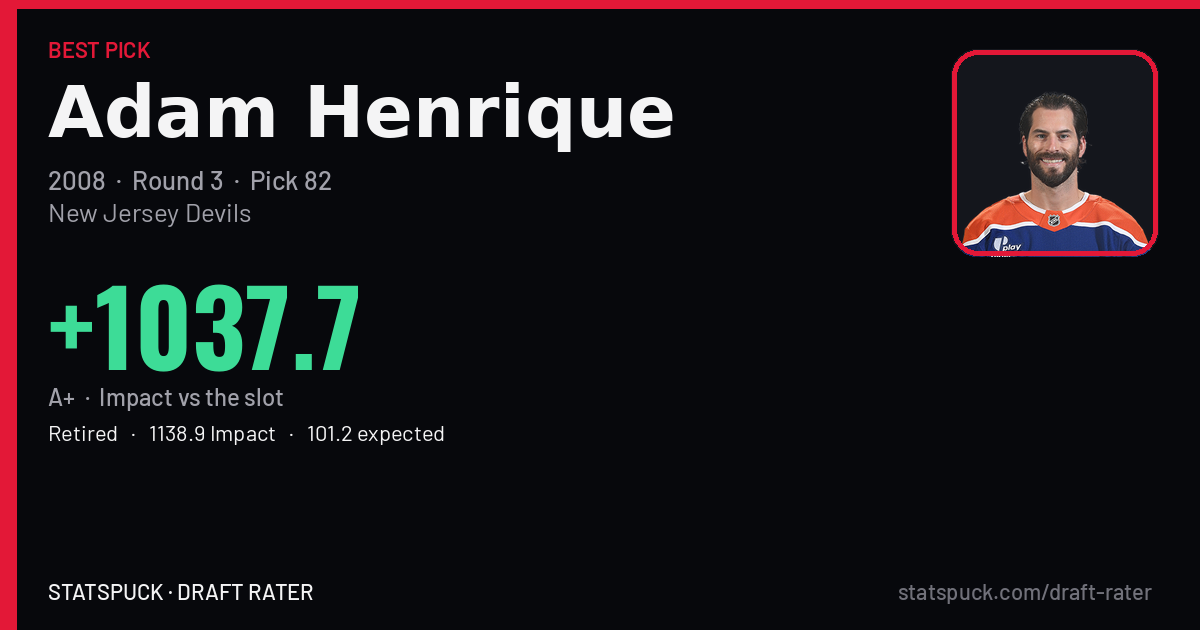 BEST PICK
Adam Henrique
2008 · Round 3 · Pick 82
New Jersey Devils
play
+1037.7
A+ · Impact vs the slot
Retired · 1138.9 Impact · 101.2 expected
STATSPUCK · DRAFT RATER
statspuck.com/draft-rater